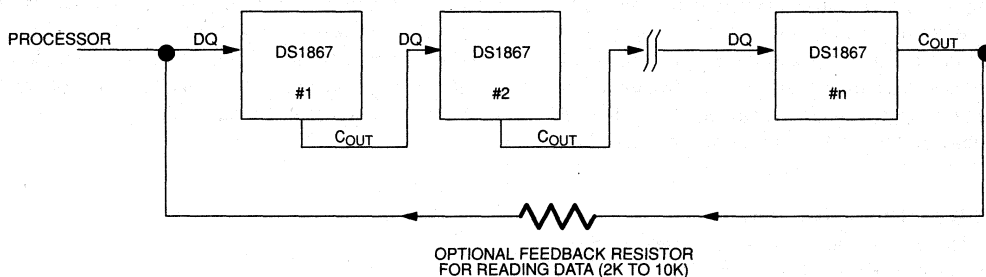 PROCESSOR
DQ
DS1867
#1
C_OUT
DQ
DS1867
#2
C_OUT
DQ
DS1867
#n
C_OUT
OPTIONAL FEEDBACK RESISTOR
FOR READING DATA (2K TO 10K)